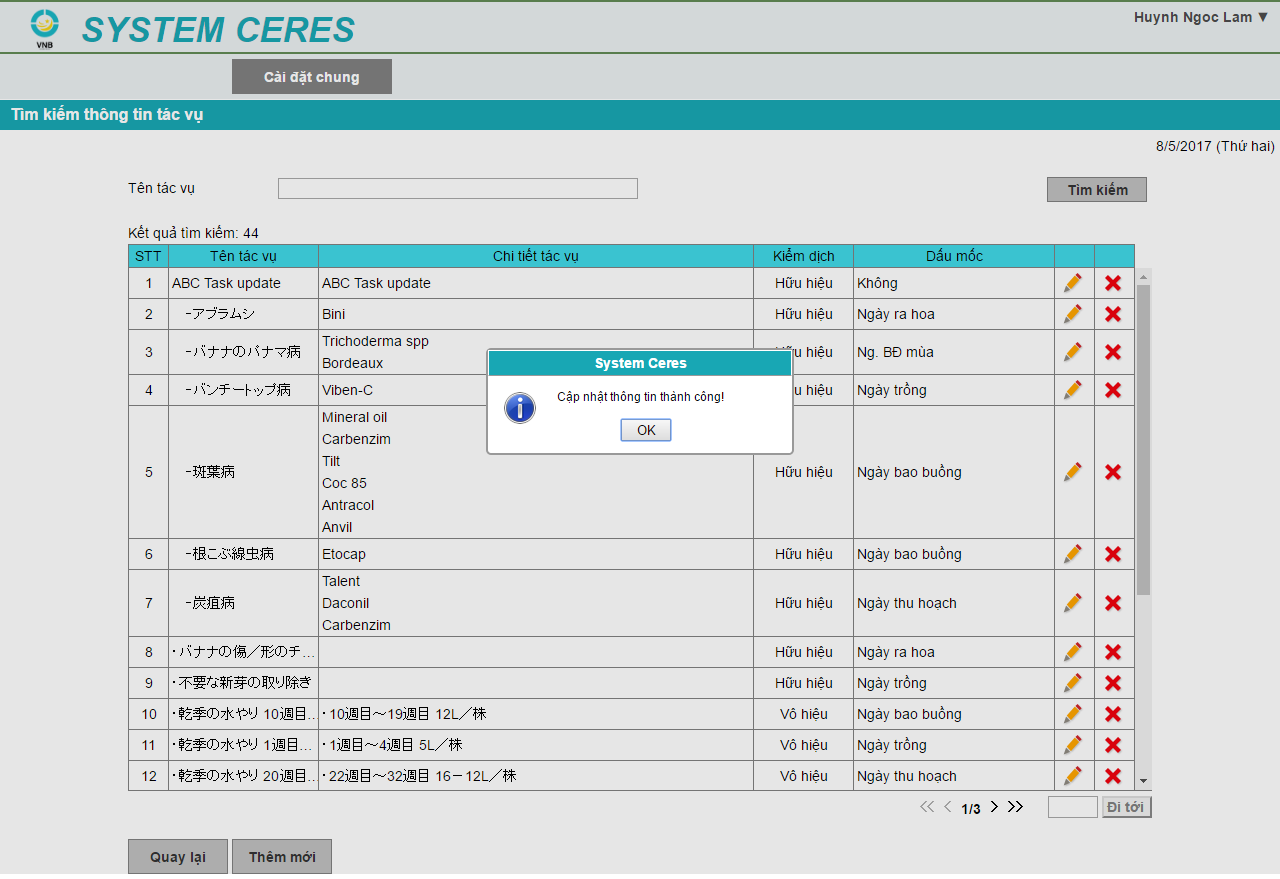 VNB
SYSTEM CERES
Huynh Ngoc Lam ▼
Cài đặt chung
Tìm kiếm thông tin tác vụ
8/5/2017 (Thứ hai)
Tên tác vụ
Tìm kiếm
Kết quả tìm kiếm: 44
STT Tên tác vụ Chi tiết tác vụ Kiểm dịch Dấu mốc
1 ABC Task update ABC Task update Hữu hiệu Không
2 -アブラムシ Bini Hữu hiệu Ngày ra hoa
3 -バナナのパナマ病 Trichoderma spp
Bordeaux
hiệu Ng. BĐ mùa
4 -バンチートップ病 Viben-C hiệu Ngày trồng
5 -斑葉病 Mineral oil
Carbenzim
Tilt
Coc 85
Antracol
Anvil
Hữu hiệu Ngày bao buồng
6 -根こぶ線虫病 Etocap Hữu hiệu Ngày bao buồng
7 -炭疽病 Talent
Daconil
Carbenzim
Hữu hiệu Ngày thu hoạch
8 ・バナナの傷／形のチ... Hữu hiệu Ngày ra hoa
9 ・不要な新芽の取り除き Hữu hiệu Ngày trồng
10 ・乾季の水やり 10週目... ・10週目～19週目 12L／株 Vô hiệu Ngày bao buồng
11 ・乾季の水やり 1週目... ・1週目～4週目 5L／株 Vô hiệu Ngày trồng
12 ・乾季の水やり 20週目... ・22週目～32週目 16－12L／株 Vô hiệu Ngày thu hoạch
System Ceres
Cập nhật thông tin thành công!
OK
1/3
Đi tới
Quay lại
Thêm mới